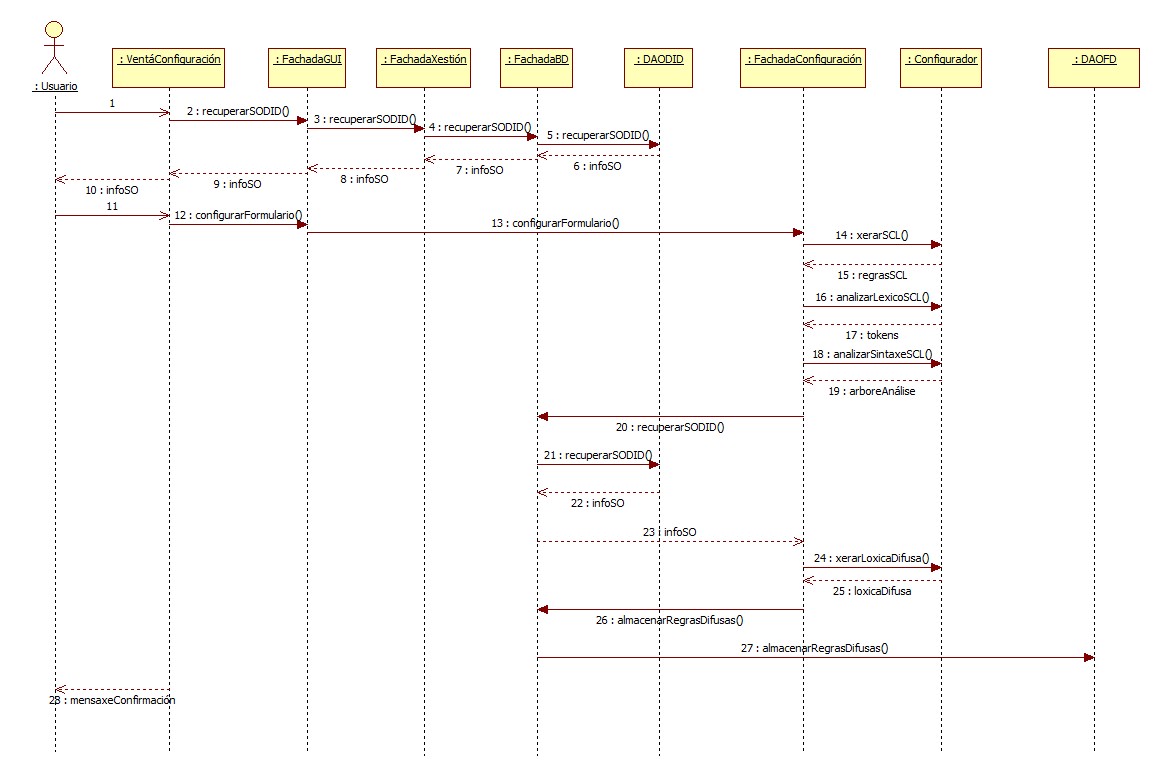 : Usuario
: VentáConfiguración
: FachadaGUI
: FachadaXestión
: FachadaBD
: DAODID
: FachadaConfiguración
: Configurador
: DAOFD
1
2 : recuperarSODID()
3 : recuperarSODID()
4 : recuperarSODID()
5 : recuperarSODID()
6 : infoSO
7 : infoSO
8 : infoSO
9 : infoSO
10 : infoSO
11
12 : configurarFormulario()
13 : configurarFormulario()
14 : xerarSCL()
15 : regrasSCL
16 : analizarLexicoSCL()
17 : tokens
18 : analizarSintaxeSCL()
19 : arboreAnálise
20 : recuperarSODID()
21 : recuperarSODID()
22 : infoSO
23 : infoSO
24 : xerarLoxicaDifusa()
25 : loxicaDifusa
26 : almacenarRegrasDifusas()
27 : almacenarRegrasDifusas()
28 : mensaxeConfirmación